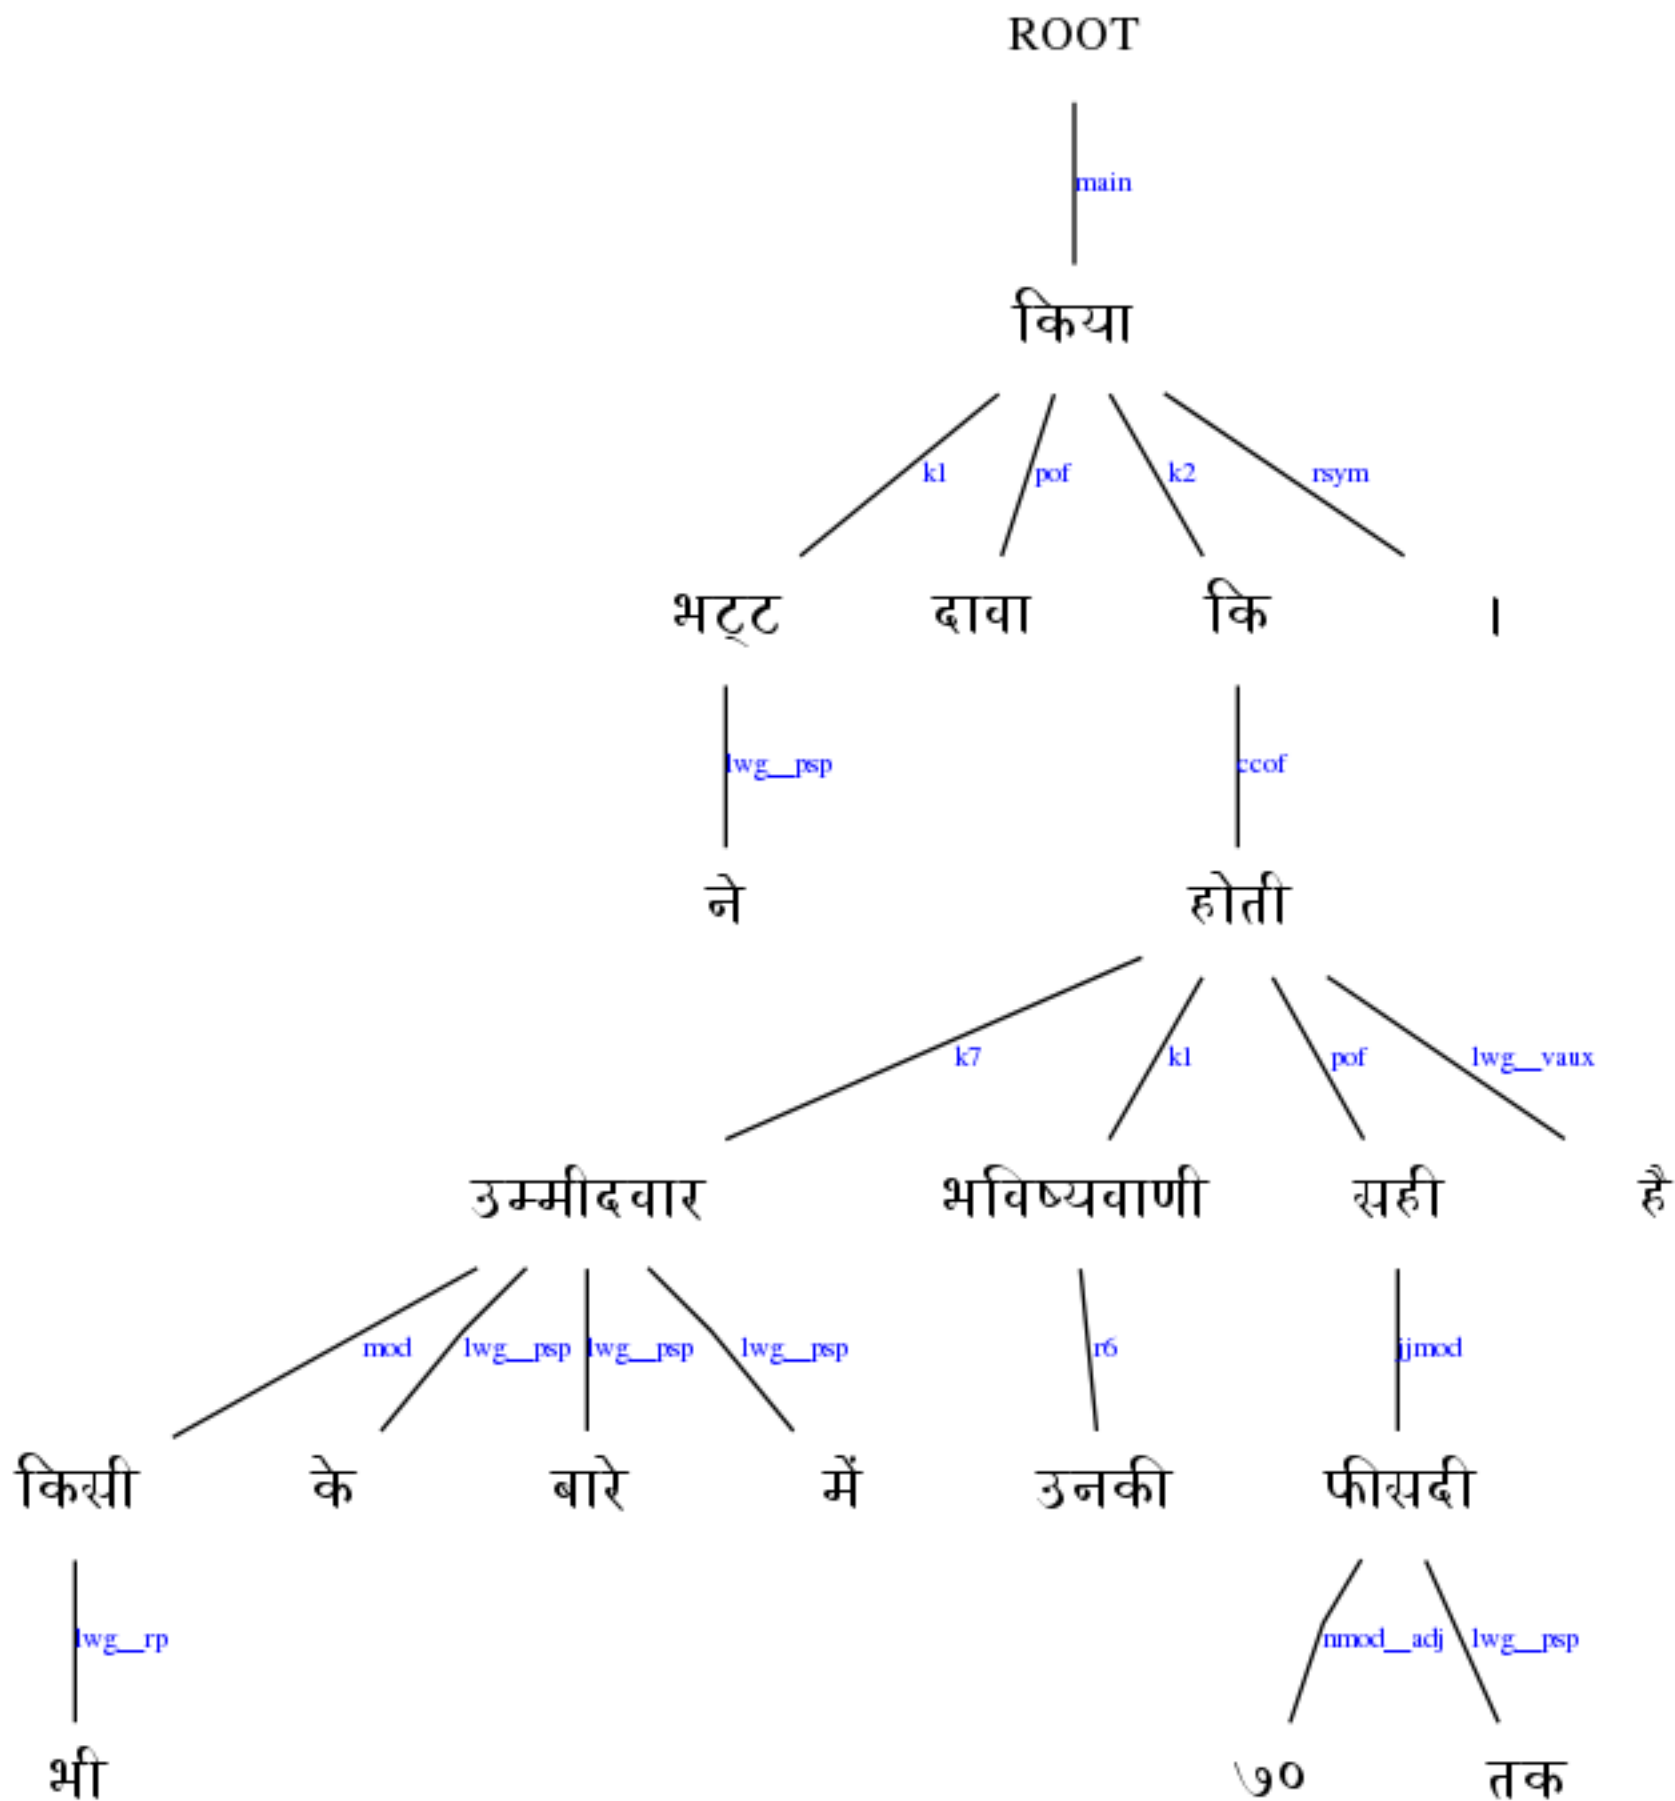 ROOT
main
किया
k1 pof k2 rsym
भट्ट दावा कि ।
lwg__psp ccof
ने होती
k7 k1 pof lwg__vaux
उम्मीदवार भविष्यवाणी सही है
mod lwg__psp lwg__psp lwg__psp r6 jjmod
किसी के बारे में उनकी फीसदी
lwg__rp nmod__adj lwg__psp
भी ७० तक